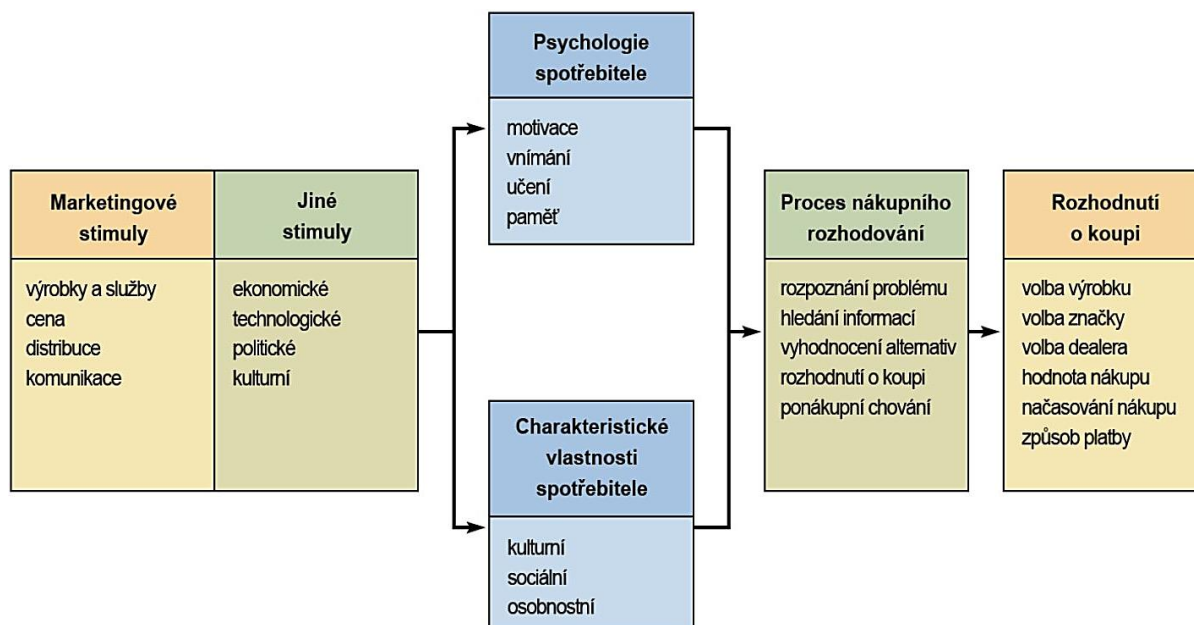 Marketingové
stimuly
výrobky a služby
cena
distribuce
komunikace
Jiné
stimuly
ekonomické
technologické
politické
kulturní
Psychologie
spotřebitele
motivace
vnímání
učení
paměť
Charakteristické
vlastnosti
spotřebitele
kulturní
sociální
osobnostní
Proces nákupního
rozhodování
rozpoznání problému
hledání informací
vyhodnocení alternativ
rozhodnutí o koupi
ponákupní chování
Rozhodnutí
o koupi
volba výrobku
volba značky
volba dealera
hodnota nákupu
načasování nákupu
způsob platby